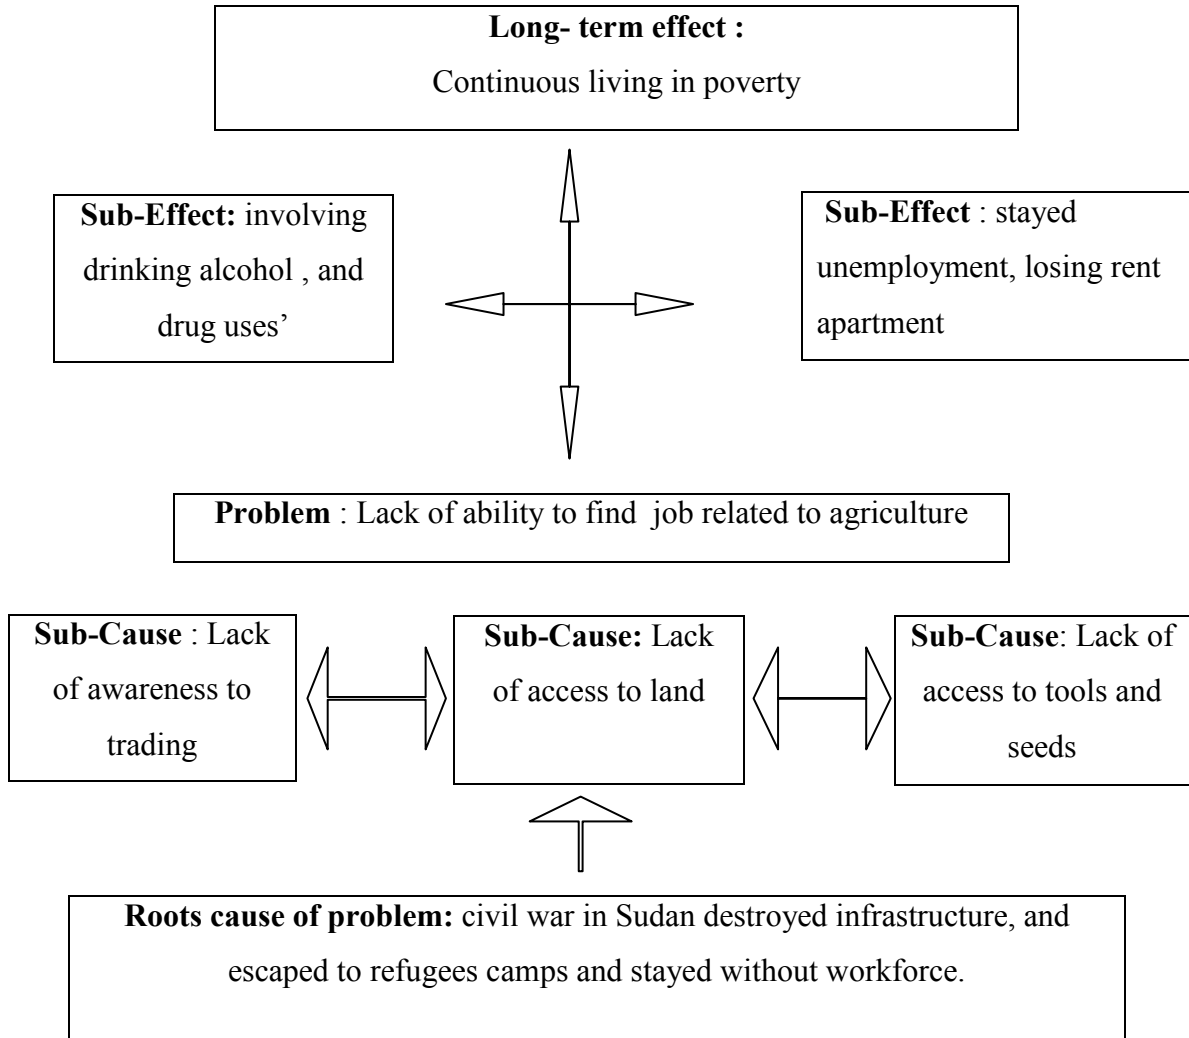 Long- term effect :
Continuous living in poverty
Sub-Effect: involving
drinking alcohol , and
drug uses’
Sub-Effect : stayed
unemployment, losing rent
apartment
Problem : Lack of ability to find  job related to agriculture
Sub-Cause : Lack
of awareness to
trading
Sub-Cause: Lack
of access to land
Sub-Cause: Lack of
access to tools and
seeds
Roots cause of problem: civil war in Sudan destroyed infrastructure, and
escaped to refugees camps and stayed without workforce.